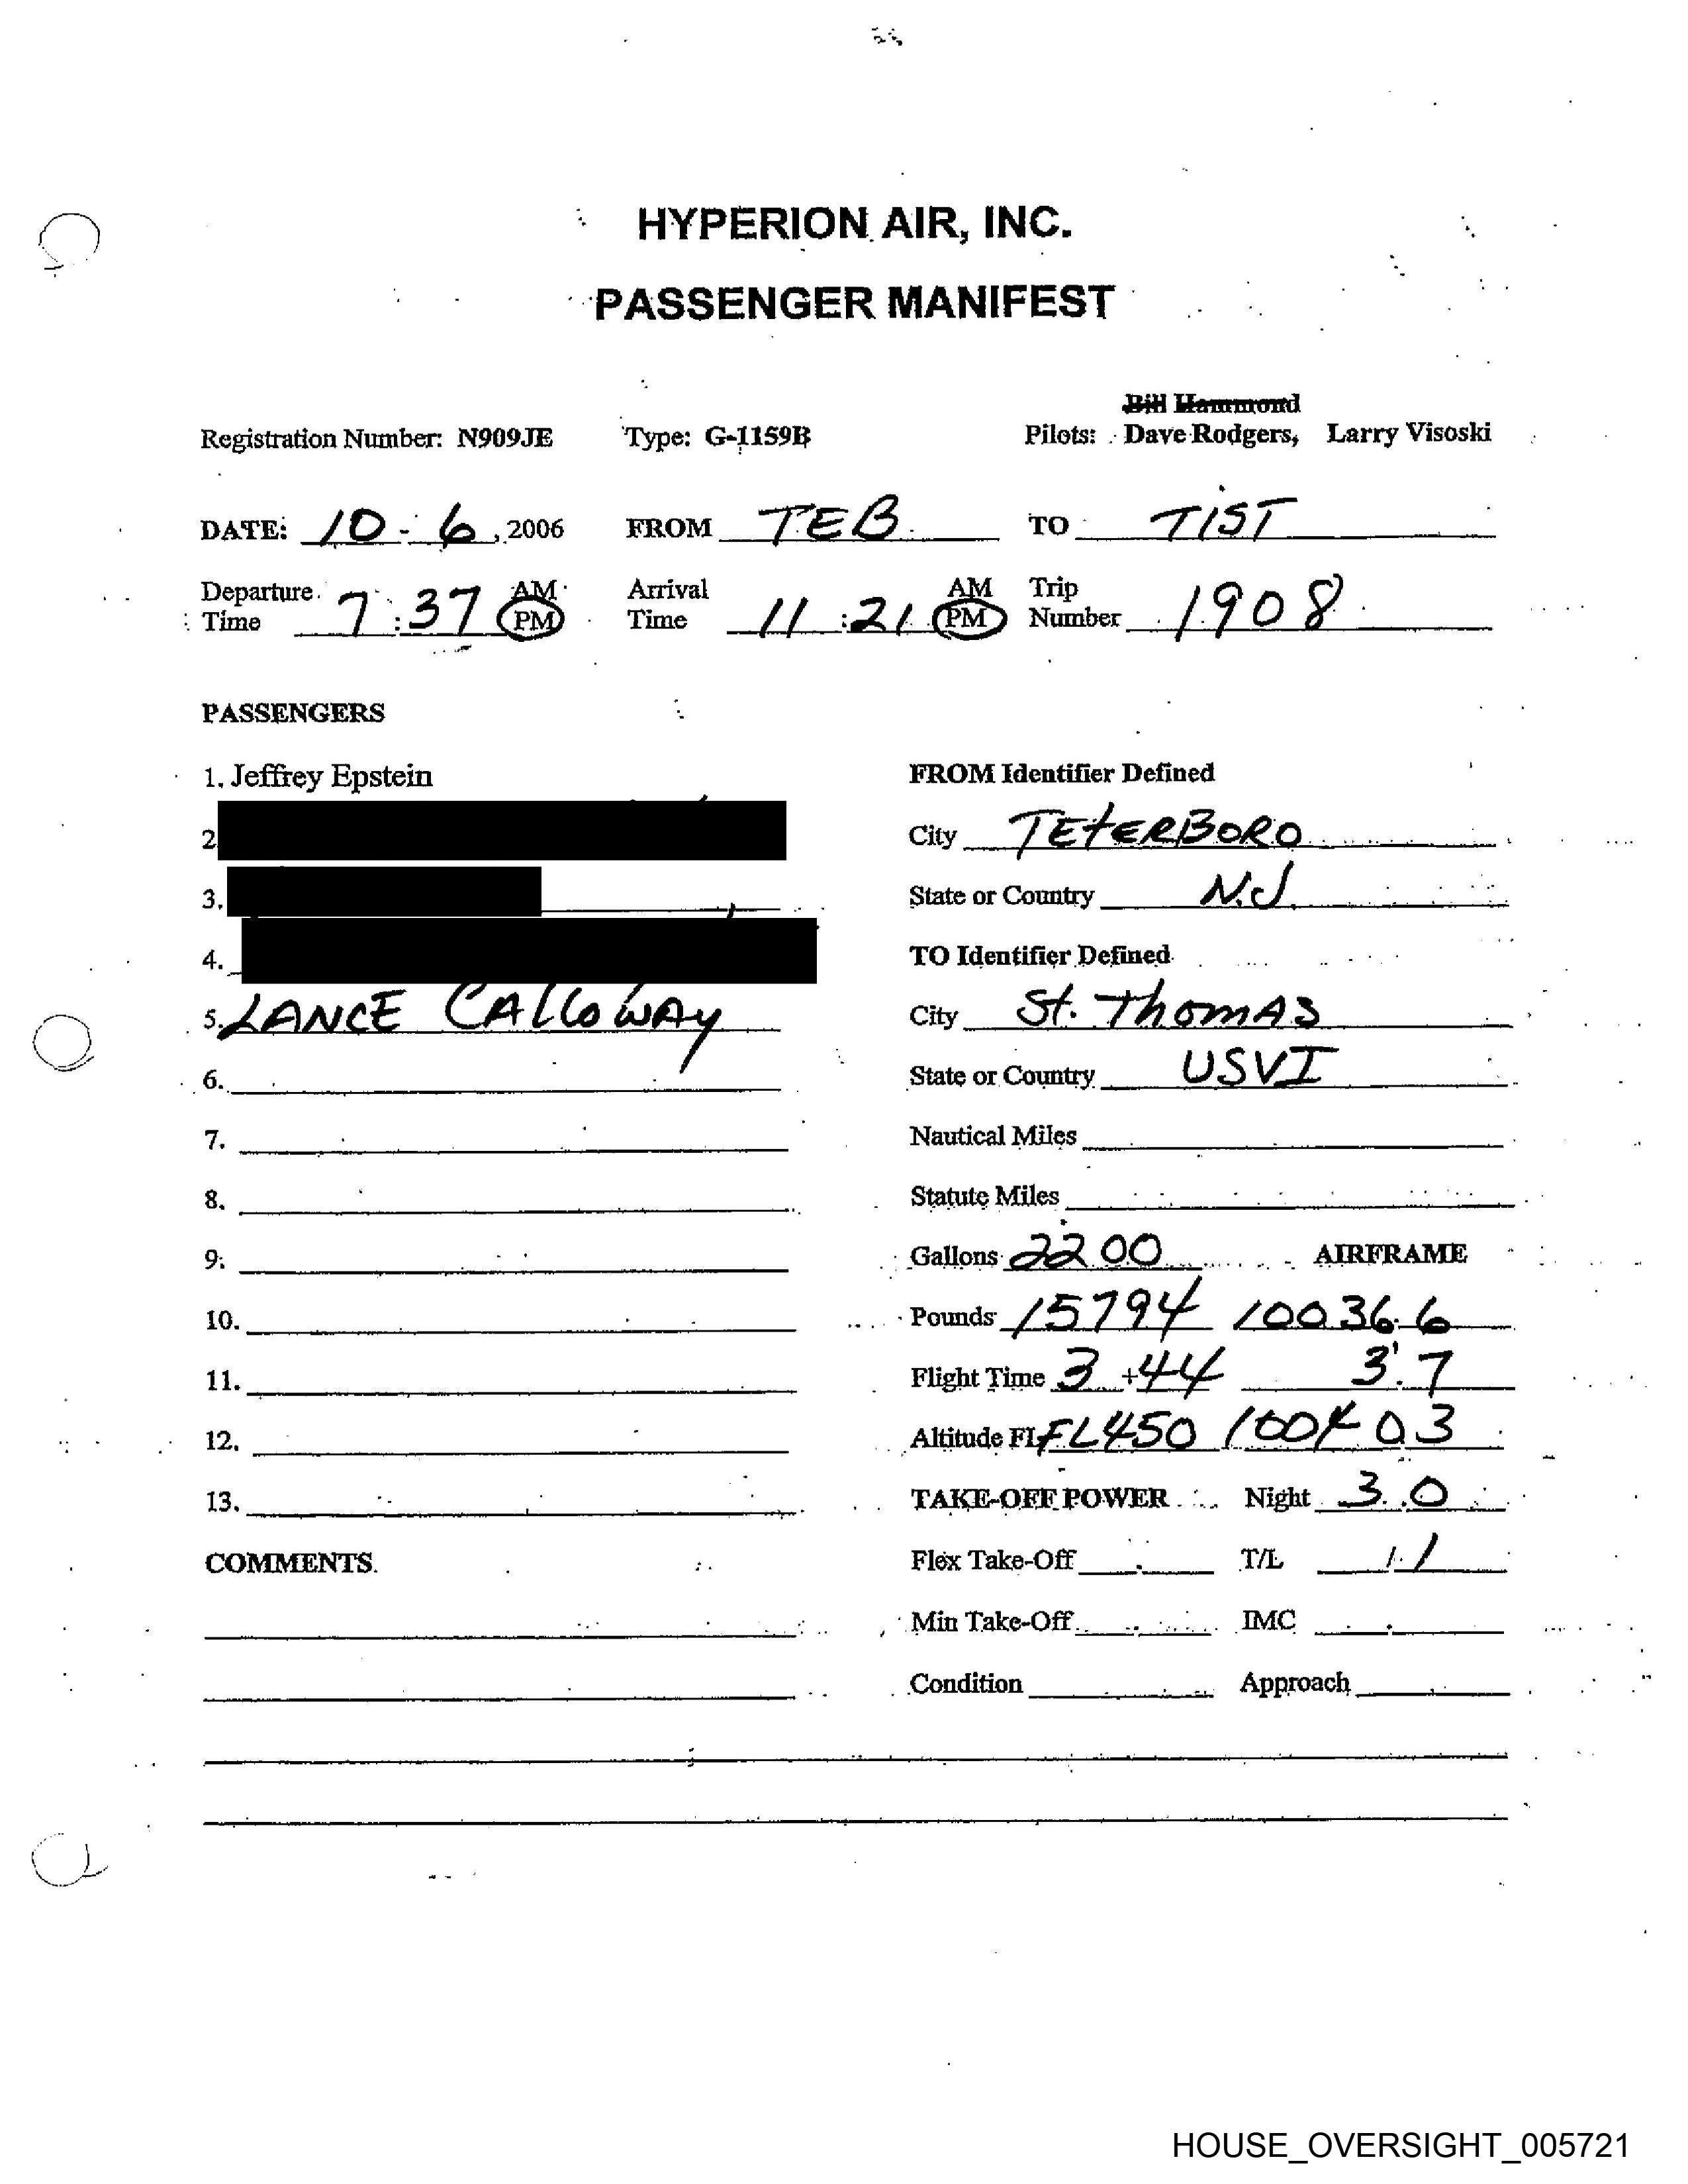 HYPERION AIR, INC.
PASSENGER MANIFEST
Bill Hammond
Registration Number: N909JE Type: G-1159B Pilots: Dave Rodgers, Larry Visoski
DATE: 10-6, 2006 FROM TEB TO TIST
Departure Time 7:37 AM PM Arrival Time 11:21 AM PM Trip Number 1908
PASSENGERS
1. Jeffrey Epstein
FROM Identifier Defined
2
City TETERBORO
3.
State or Country N.J.
4.
TO Identifier Defined
5. LANCE CALLOWAY
City St. THOMAS
6.
State or Country USVI
7.
Nautical Miles
8.
Statute Miles
9.
Gallons 2200 AIRFRAME
10.
Pounds 15794 10036.6
11.
Flight Time 3+44 3.7
12.
Altitude FL FL450 10040.3
13.
TAKE-OFF POWER Night 3.0
COMMENTS
Flex Take-Off T/L 1/1
Min Take-Off IMC
Condition Approach
HOUSE_OVERSIGHT_005721